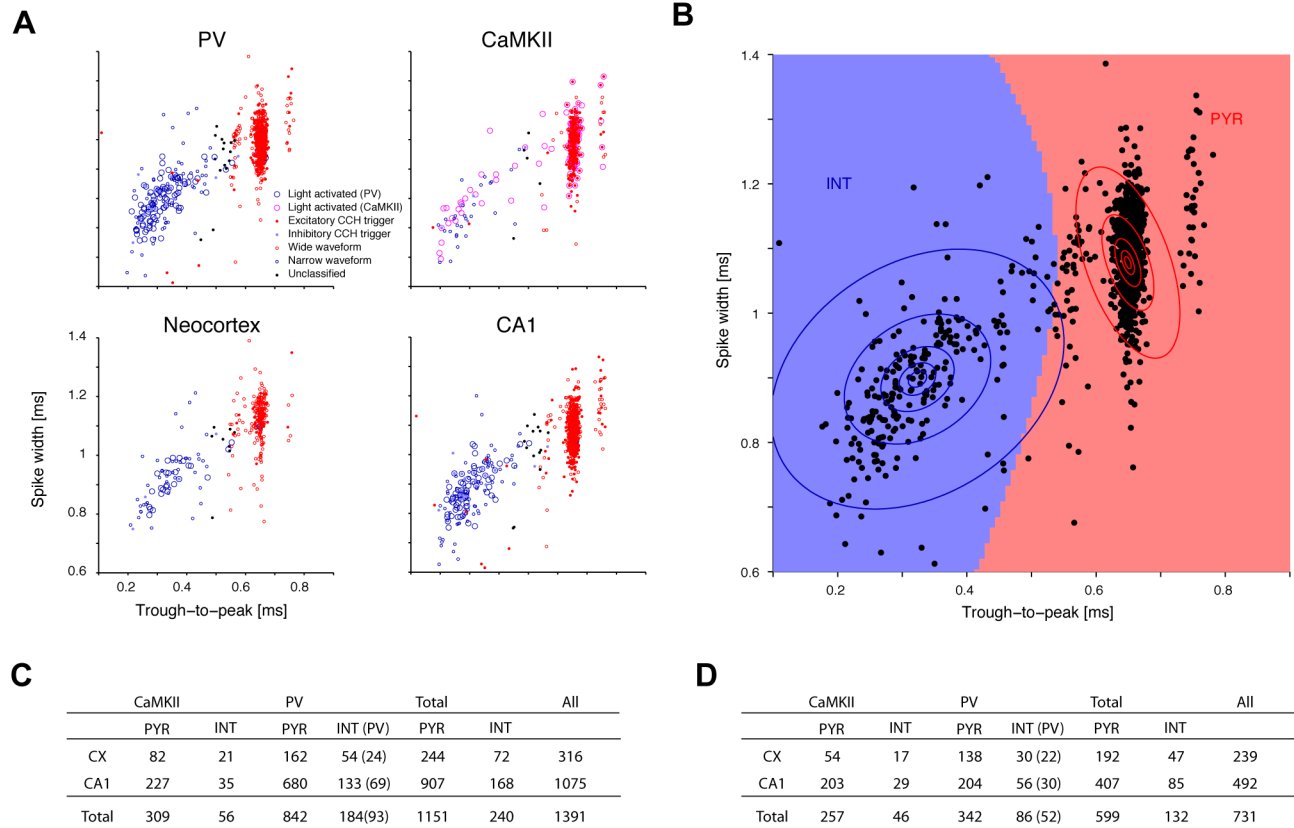 A
PV
CaMKII
Light activated (PV)
Light activated (CaMKII)
Excitatory CCH trigger
Inhibitory CCH trigger
Wide waveform
Narrow waveform
Unclassified
Neocortex
CA1
1.4
1.2
1
0.8
0.6
Spike width [ms]
0.2 0.4 0.6 0.8
Trough-to-peak [ms]
B
1.4
1.2
1
0.8
0.6
Spike width [ms]
INT
PYR
0.2 0.4 0.6 0.8
Trough-to-peak [ms]
C
CaMKII PV Total All
PYR INT PYR INT (PV) PYR INT
CX 82 21 162 54 (24) 244 72 316
CA1 227 35 680 133 (69) 907 168 1075
Total 309 56 842 184(93) 1151 240 1391
D
CaMKII PV Total All
PYR INT PYR INT (PV) PYR INT
CX 54 17 138 30 (22) 192 47 239
CA1 203 29 204 56 (30) 407 85 492
Total 257 46 342 86 (52) 599 132 731